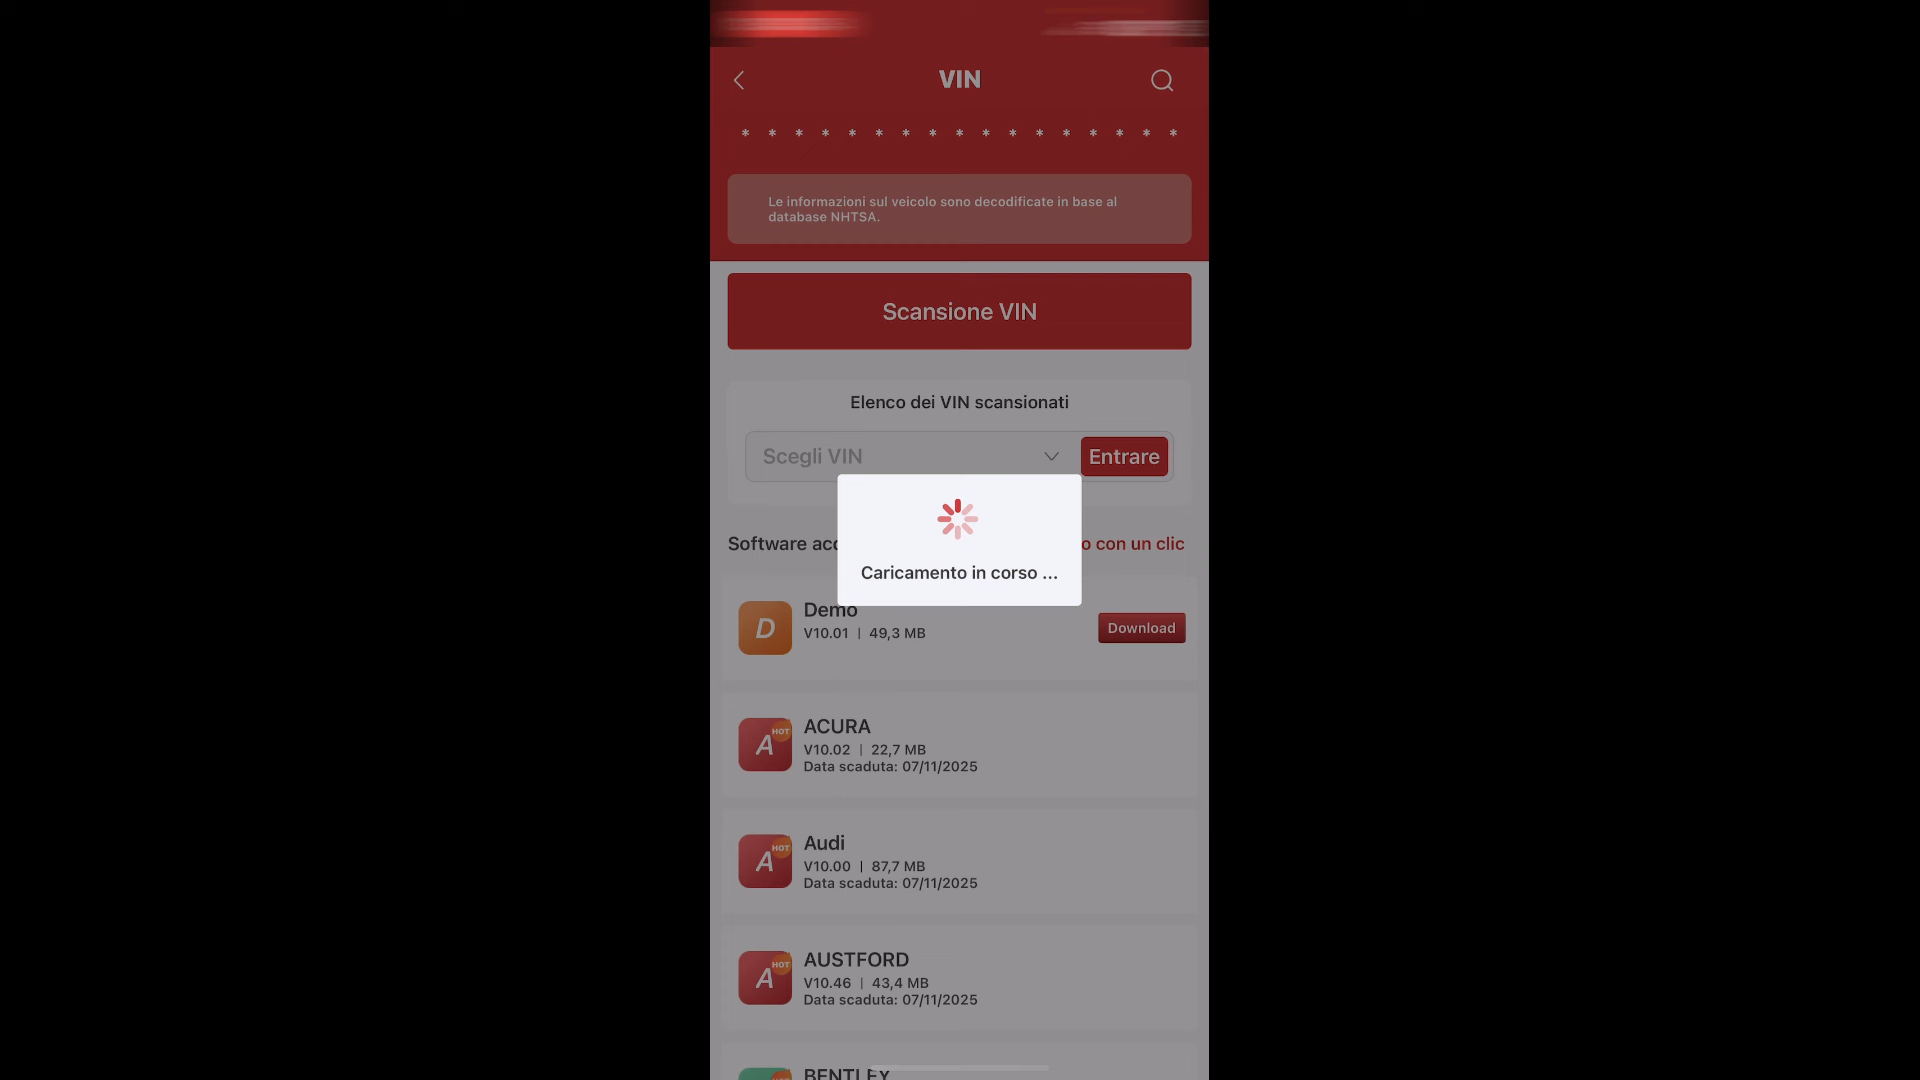 VIN
* * * * * * * * * * * * * * * * *
Le informazioni sul veicolo sono decodificate in base al
database NHTSA.
Scansione VIN
Elenco dei VIN scansionati
Scegli VIN
Entrare
Caricamento in corso ...
Software
o con un clic
D
Demo
V10.01 | 49,3 MB
Download
A HOT
ACURA
V10.02 | 22,7 MB
Data scaduta: 07/11/2025
A HOT
Audi
V10.00 | 87,7 MB
Data scaduta: 07/11/2025
A HOT
AUSTFORD
V10.46 | 43,4 MB
Data scaduta: 07/11/2025
BENTLEY